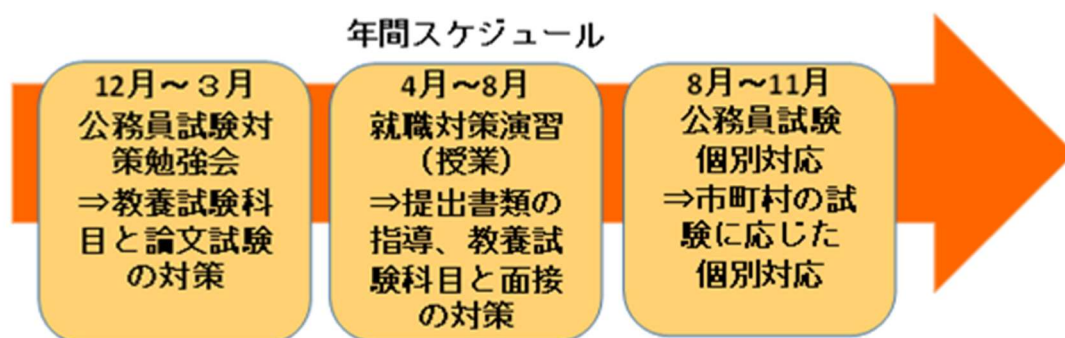 年間スケジュール
12月～３月
公務員試験対
策勉強会
⇒教養試験科
目と論文試験
の対策
4月～8月
就職対策演習
（授業）
⇒提出書類の
指導、教養試
験科目と面接
の対策
8月～11月
公務員試験
個別対応
⇒市町村の試
験に応じた
個別対応